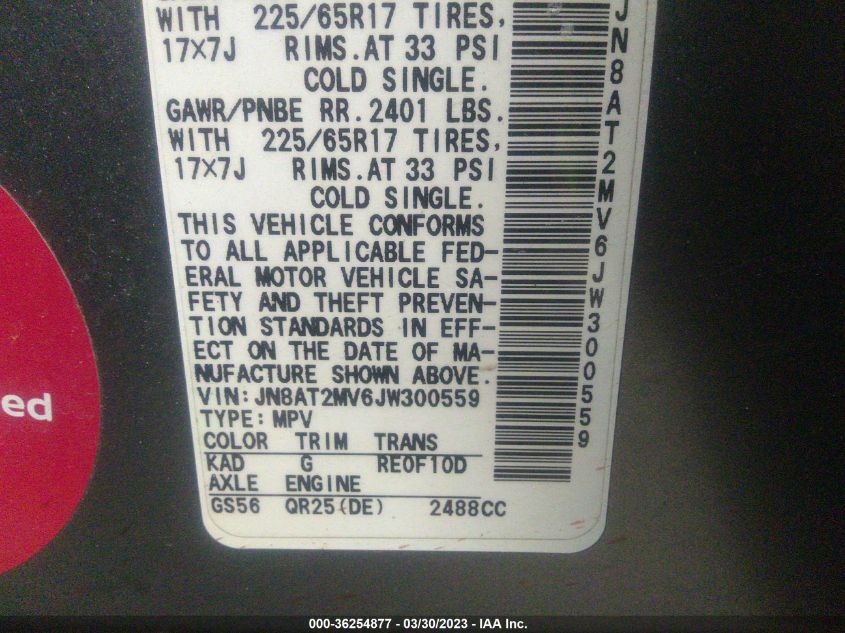 WITH 225/65R17 TIRES,
17×7J RIMS.AT 33 PSI
COLD SINGLE.
GAWR/PNBE RR.2401 LBS.
WITH 225/65R17 TIRES,
17×7J RIMS.AT 33 PSI
COLD SINGLE.
THIS VEHICLE CONFORMS
TO ALL APPLICABLE FED-
ERAL MOTOR VEHICLE SA-
FETY AND THEFT PREVEN-
TION STANDARDS IN EFF-
ECT ON THE DATE OF MA-
NUFACTURE SHOWN ABOVE.
VIN:JN8AT2MV6JW300559
TYPE:MPV
COLOR TRIM TRANS
KAD G RE0F10D
AXLE ENGINE
GS56 QR25(DE) 2488CC
JN8AT2MV6JW300559
ed
000-36254877 - 03/30/2023 - IAA Inc.